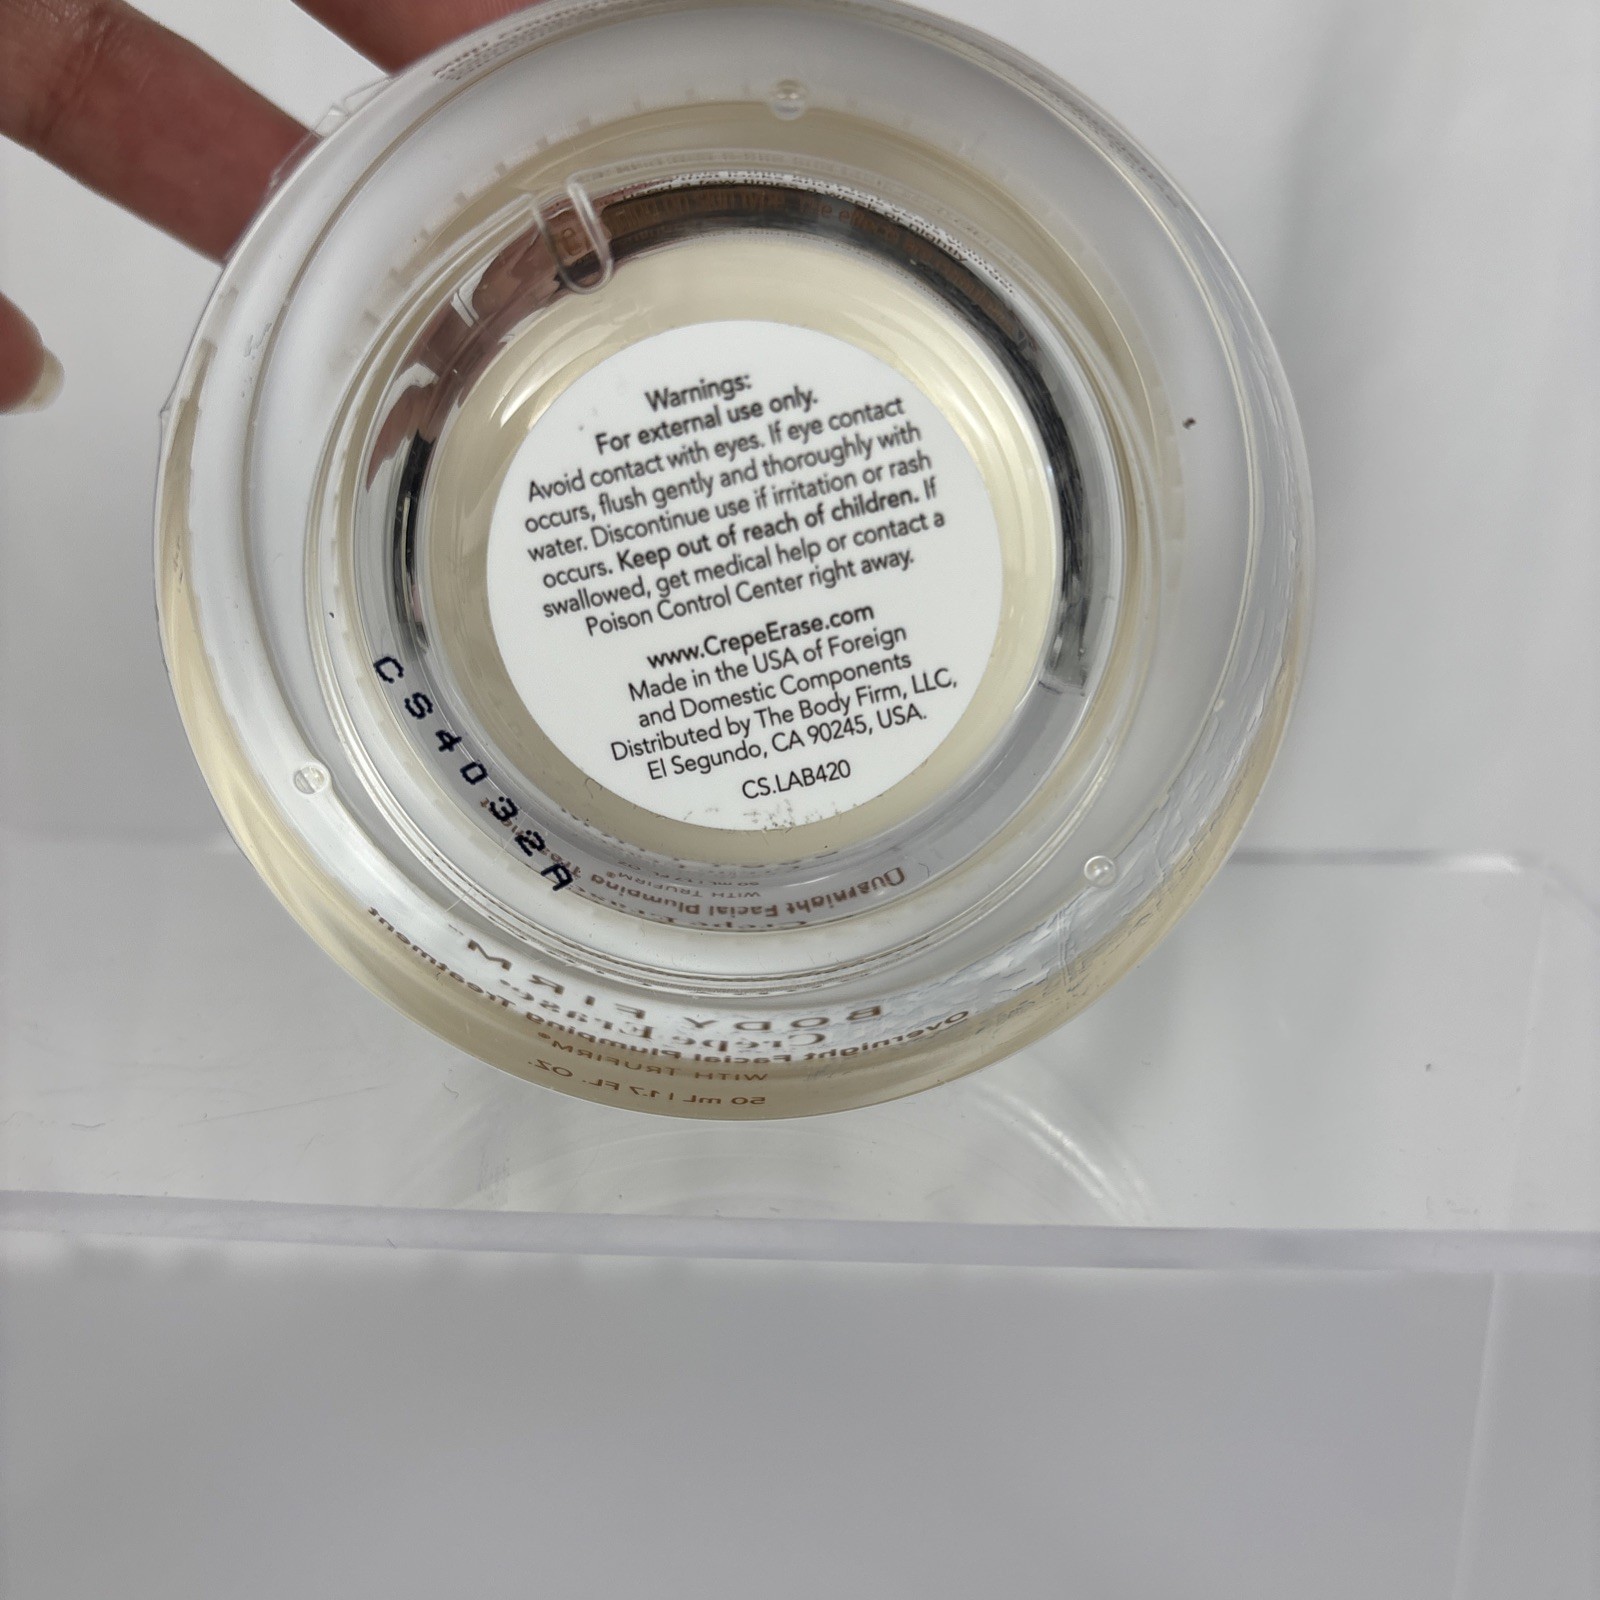 Warnings:
For external use only.
Avoid contact with eyes. If eye contact
occurs, flush gently and thoroughly with
water. Discontinue use if irritation or rash
occurs. Keep out of reach of children. If
swallowed, get medical help or contact a
Poison Control Center right away.
www.CrepeErase.com
Made in the USA of Foreign
and Domestic Components
Distributed by The Body Firm, LLC,
El Segundo, CA 90245, USA.
CS.LAB420
CS4032A
BODY FIRM™
Crépe Erase®
Overnight Facial Plumping Treatment
WITH TRUFIRM®
50 mL | 1.7 FL. OZ.